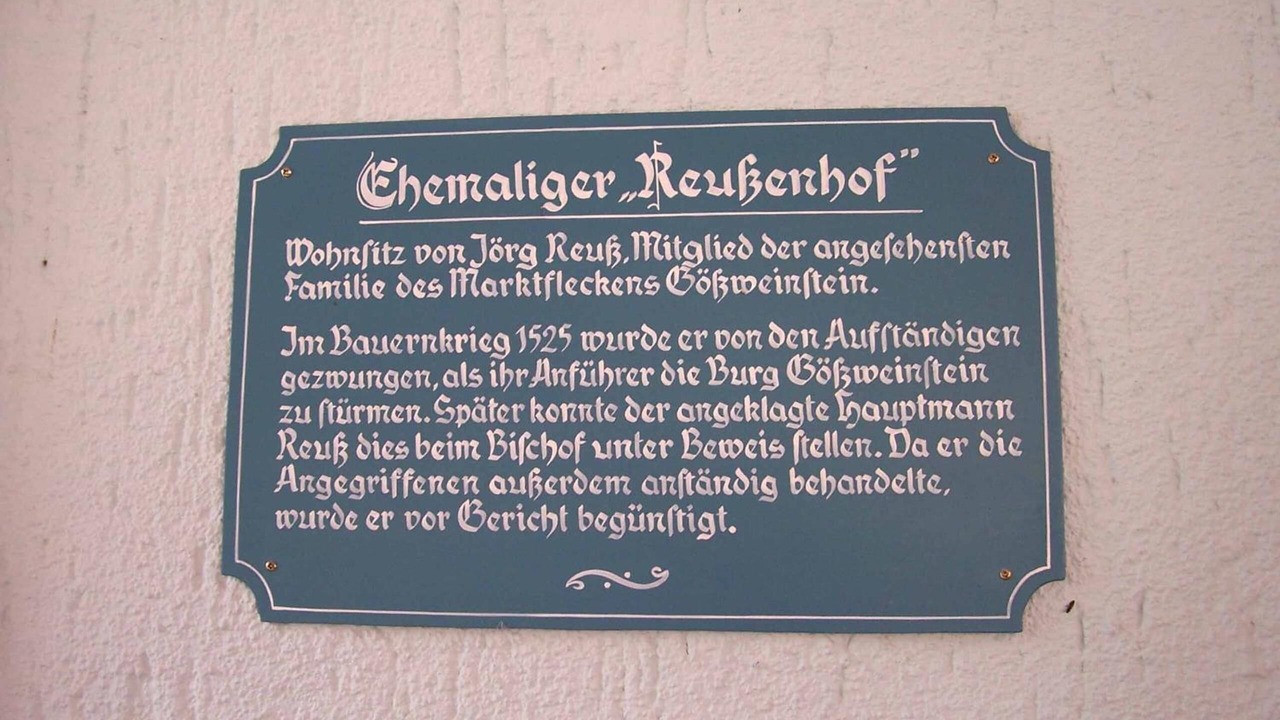 Ehemaliger „Reußenhof”
Wohnſitz von Jörg Reuß, Mitglied der angeſehenſten
Familie des Marktfleckens Gößweinſtein.
Im Bauernkrieg 1525 wurde er von den Aufſtändigen
gezwungen, als ihr Anführer die Burg Gößweinſtein
zu ſtürmen. Später konnte der angeklagte Hauptmann
Reuß dies beim Biſchof unter Beweis ſtellen. Da er die
Angegriffenen außerdem anſtändig behandelte,
wurde er vor Gericht begünſtigt.